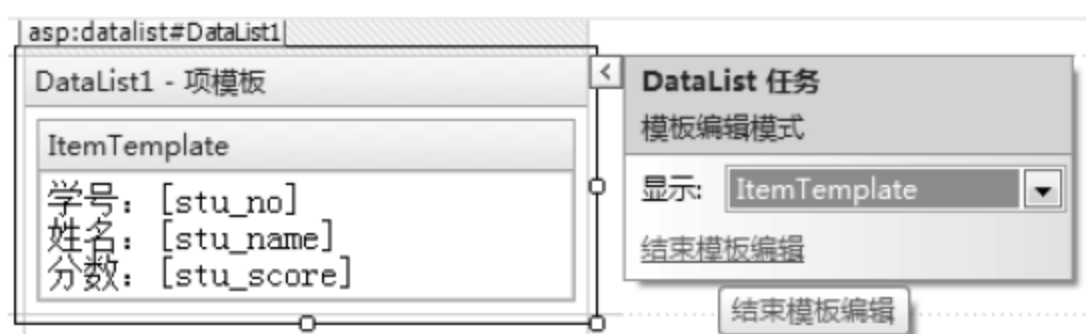 asp:datalist#DataList1
DataList1 - 项模板
ItemTemplate
学号：[stu_no]
姓名：[stu_name]
分数：[stu_score]
DataList 任务
模板编辑模式
显示: ItemTemplate
结束模板编辑
结束模板编辑